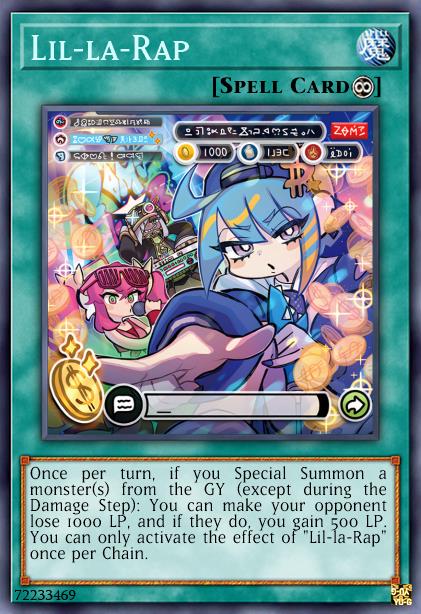 Lil-la-Rap
[Spell Card]
1000
Once per turn, if you Special Summon a
monster(s) from the GY (except during the
Damage Step): You can make your opponent
lose 1000 LP, and if they do, you gain 500 LP.
You can only activate the effect of "Lil-la-Rap"
once per Chain.
72233469